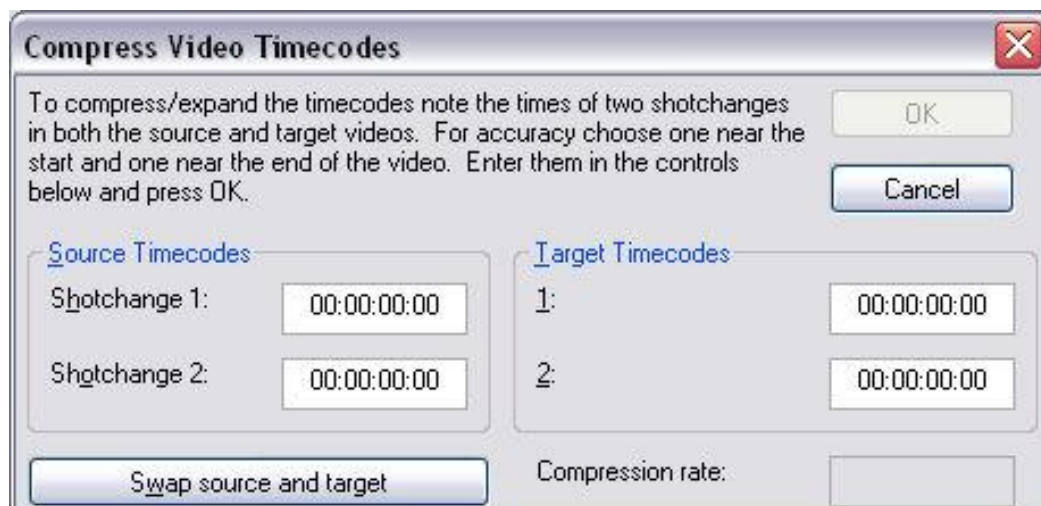 Compress Video Timecodes
To compress/expand the timecodes note the times of two shotchanges
in both the source and target videos. For accuracy choose one near the
start and one near the end of the video. Enter them in the controls
below and press OK.
OK
Cancel
Source Timecodes
Shotchange 1: 00:00:00:00
Shotchange 2: 00:00:00:00
Target Timecodes
1: 00:00:00:00
2: 00:00:00:00
Swap source and target
Compression rate: